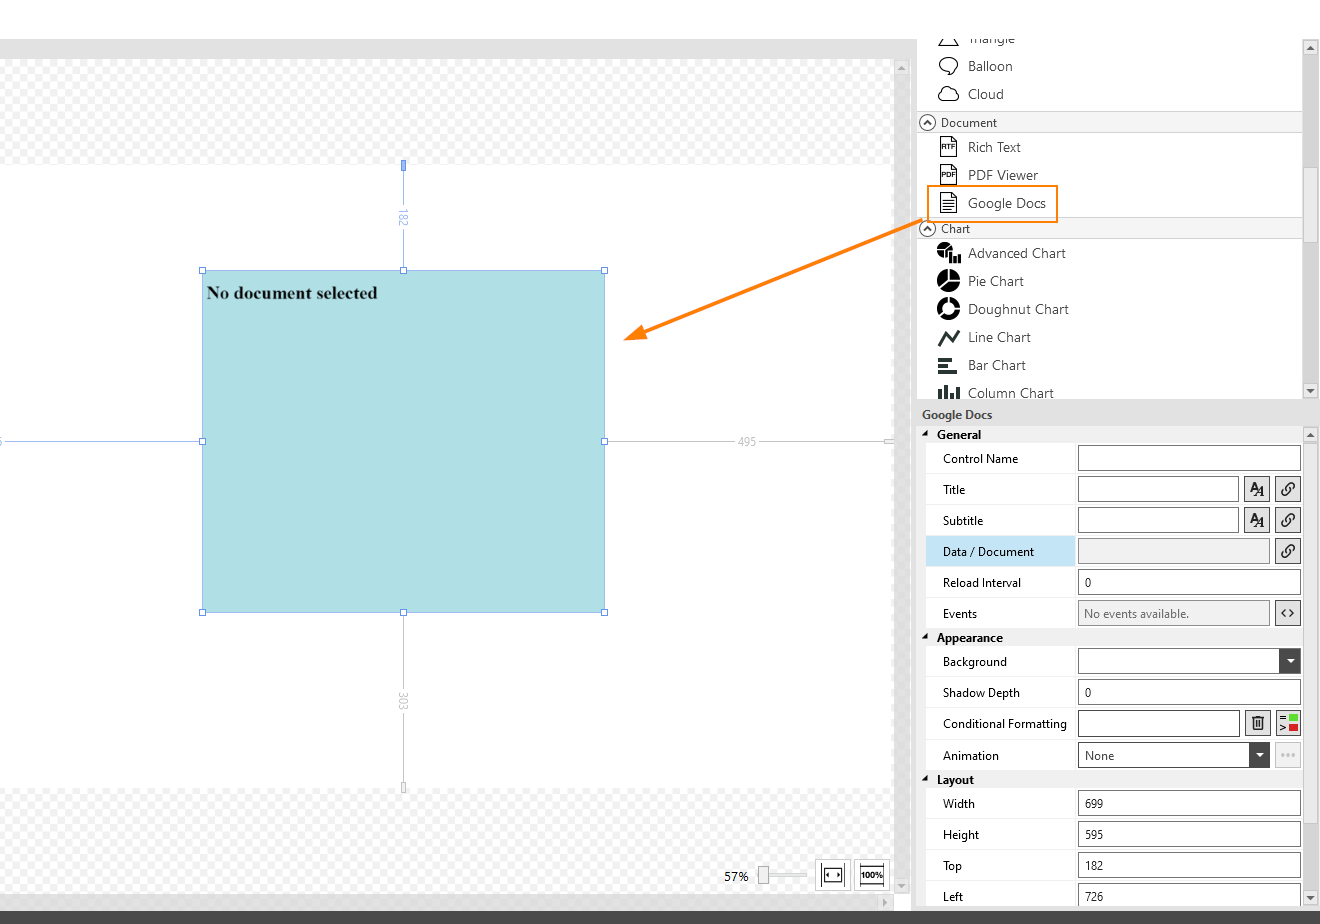 Triangle
Balloon
Cloud
Document
RTF Rich Text
PDF PDF Viewer
Google Docs
Chart
Advanced Chart
Pie Chart
Doughnut Chart
Line Chart
Bar Chart
Column Chart
182
No document selected
495
303
57%
100%
Google Docs
General
Control Name
Title
Subtitle
Data / Document
Reload Interval 0
Events No events available.
Appearance
Background
Shadow Depth 0
Conditional Formatting
Animation None
Layout
Width 699
Height 595
Top 182
Left 726